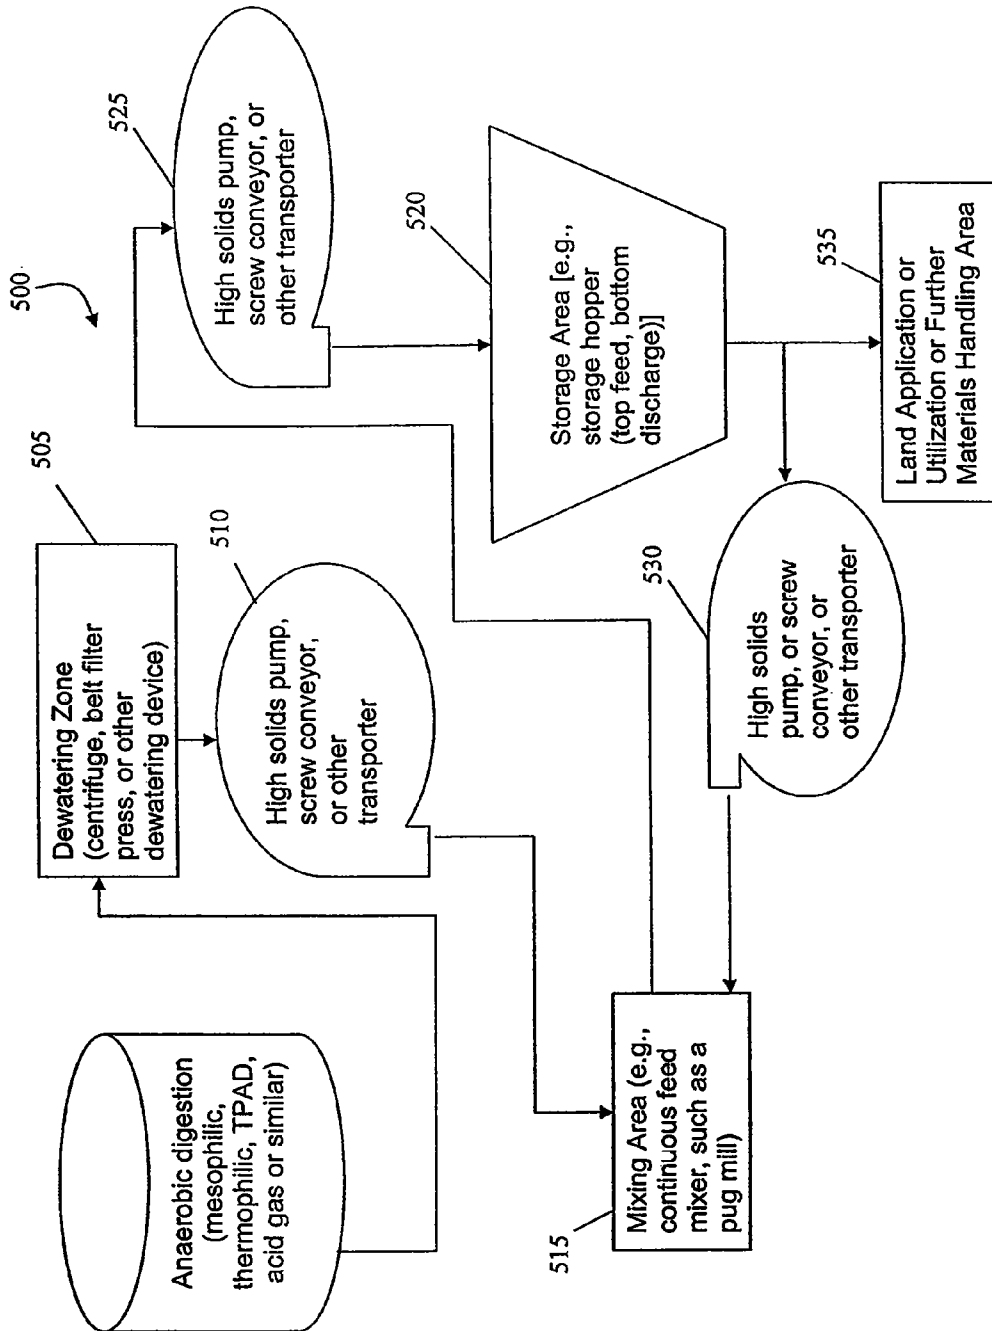 500
Anaerobic digestion
(mesophilic,
thermophilic, TPAD,
acid gas or similar)
505
Dewatering Zone
(centrifuge, belt filter
press, or other
dewatering device)
510
High solids pump,
screw conveyor,
or other
transporter
515
Mixing Area (e.g.,
continuous feed
mixer, such as a
pug mill)
525
High solids pump,
screw conveyor, or
other transporter
520
Storage Area [e.g.,
storage hopper
(top feed, bottom
discharge)]
530
High solids
pump, or screw
conveyor, or
other transporter
535
Land Application or
Utilization or Further
Materials Handling Area